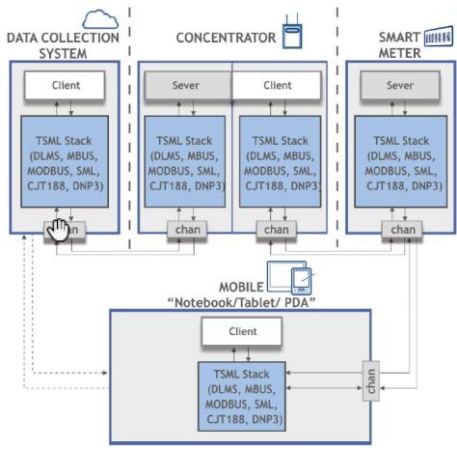 DATA COLLECTION
SYSTEM
CONCENTRATOR
SMART
METER
Client
Sever
Client
Sever
TSML Stack
(DLMS, MBUS,
MODBUS, SML,
CJT188, DNP3)
TSML Stack
(DLMS, MBUS,
MODBUS, SML,
CJT188, DNP3)
TSML Stack
(DLMS, MBUS,
MODBUS, SML,
CJT188, DNP3)
TSML Stack
(DLMS, MBUS,
MODBUS, SML,
CJT188, DNP3)
chan
chan
chan
MOBILE
“Notebook/Tablet/ PDA”
Client
TSML Stack
(DLMS, MBUS,
MODBUS, SML,
CJT188, DNP3)
chan